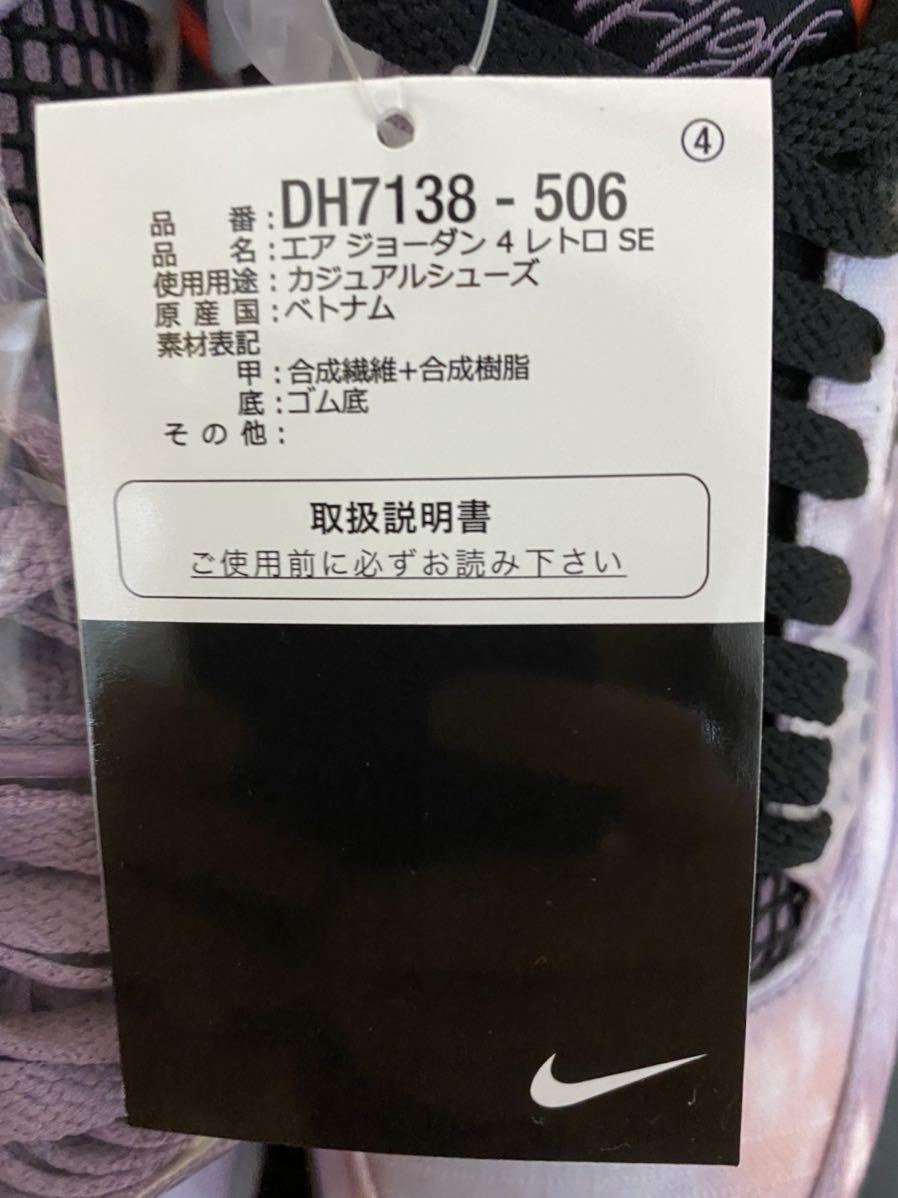 Flight
④
品 番 : DH7138 - 506
品 名 : エア ジョーダン 4 レトロ SE
使用用途 : カジュアルシューズ
原 産 国 : ベトナム
素材表記
甲 : 合成繊維+合成樹脂
底 : ゴム底
そ の 他 :
取扱説明書
ご使用前に必ずお読み下さい